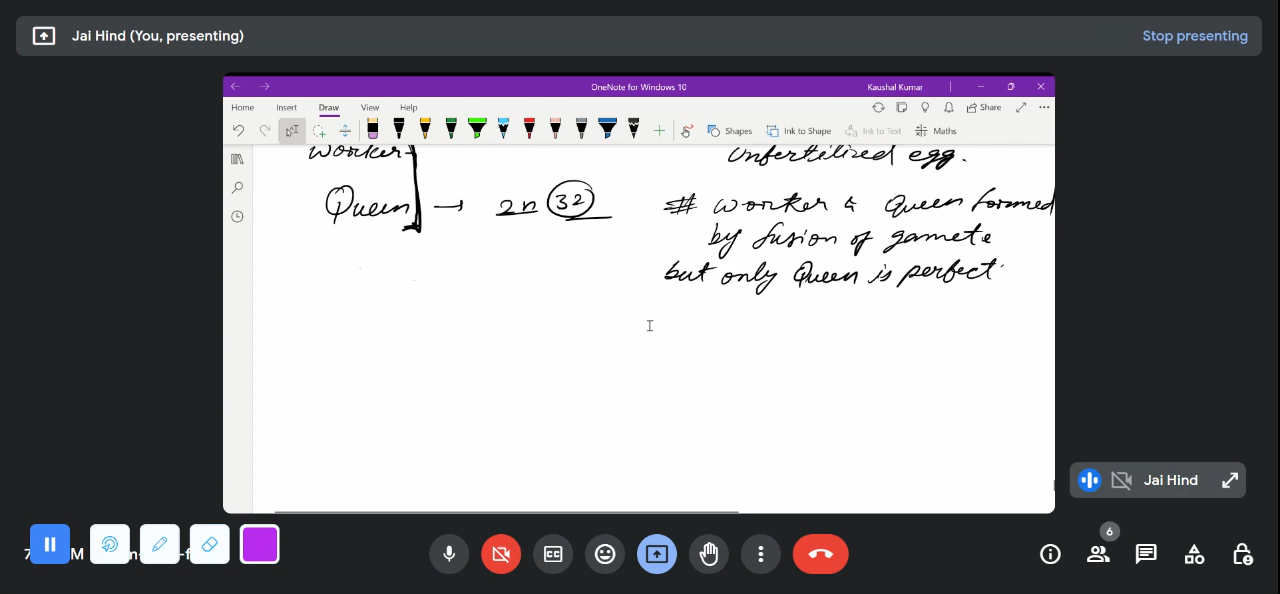 Jai Hind (You, presenting)
Stop presenting
OneNote for Windows 10
Kaushal Kumar
Home Insert Draw View Help
Share
Shapes
Ink to Shape
Ink to Text
Maths
Worker
Queen → 2n 32
Unfertilized egg.
# Worker & Queen formed
by fusion of gamete
but only Queen is perfect
Jai Hind
6
7
M